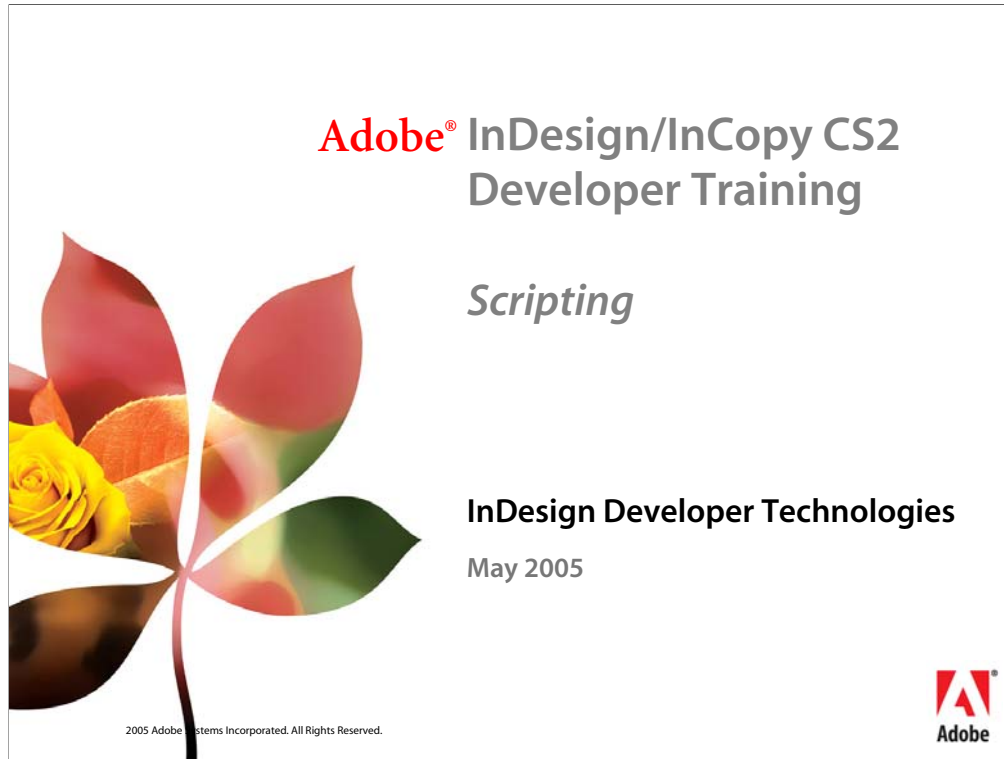 Adobe® InDesign/InCopy CS2
Developer Training
Scripting
InDesign Developer Technologies
May 2005
2005 Adobe Systems Incorporated. All Rights Reserved.
Adobe®